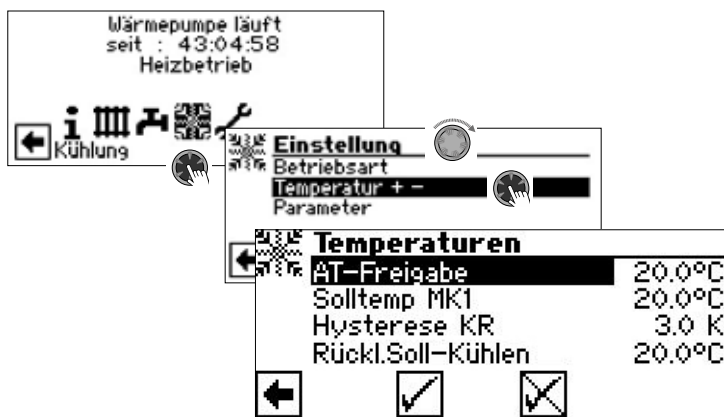 Wärmepumpe läuft
seit : 43:04:58
Heizbetrieb
i
Kühlung
Einstellung
Betriebsart
Temperatur + −
Parameter
Temperaturen
AT-Freigabe 20.0°C
Solltemp MK1 20.0°C
Hysterese KR 3.0 K
Rückl.Soll-Kühlen 20.0°C